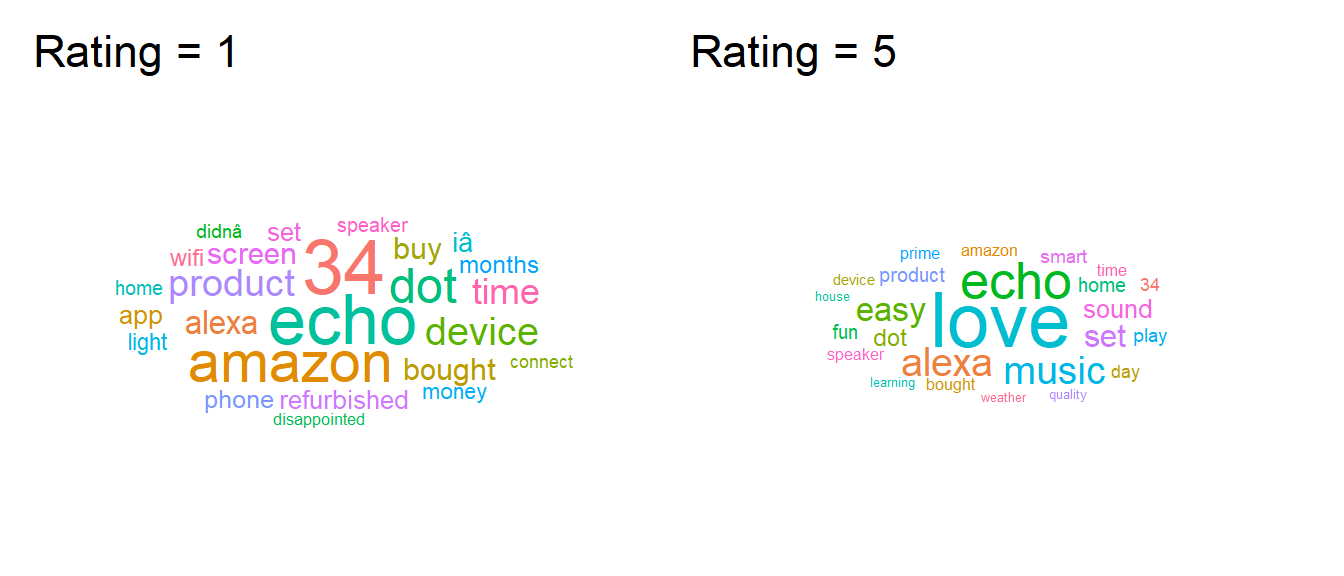 Rating = 1
didnâ set speaker
wifi screen 34 buy iâ
months
home product dot time
app alexa echo device
light
amazon bought connect
phone refurbished money
disappointed
Rating = 5
prime amazon smart
device product echo time
home 34
house easy love sound
fun dot set play
speaker alexa music day
learning bought
weather quality